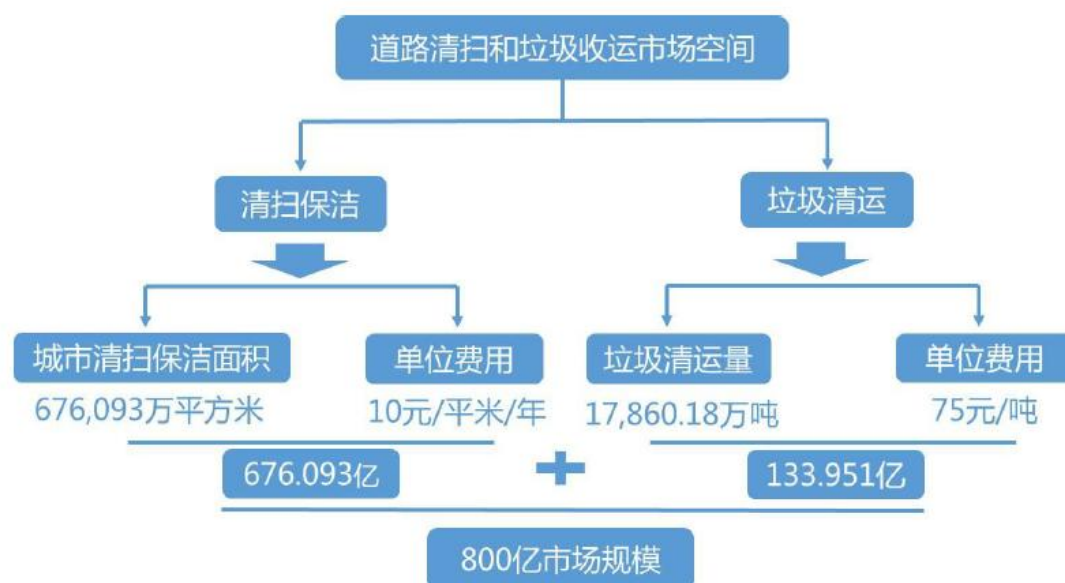 道路清扫和垃圾收运市场空间
清扫保洁
垃圾清运
城市清扫保洁面积
单位费用
垃圾清运量
单位费用
676,093万平方米
10元/平米/年
17,860.18万吨
75元/吨
676.093亿
133.951亿
800亿市场规模